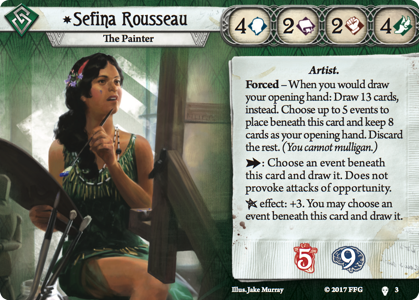 Sefina Rousseau
The Painter
4 2 2 4
Artist.
Forced – When you would draw
your opening hand: Draw 13 cards,
instead. Choose up to 5 events to
place beneath this card and keep 8
cards as your opening hand. Discard
the rest. (You cannot mulligan.)
: Choose an event beneath
this card and draw it. Does not
provoke attacks of opportunity.
effect: +3. You may choose an
event beneath this card and draw it.
5 9
Illus. Jake Murray
© 2017 FFG
3